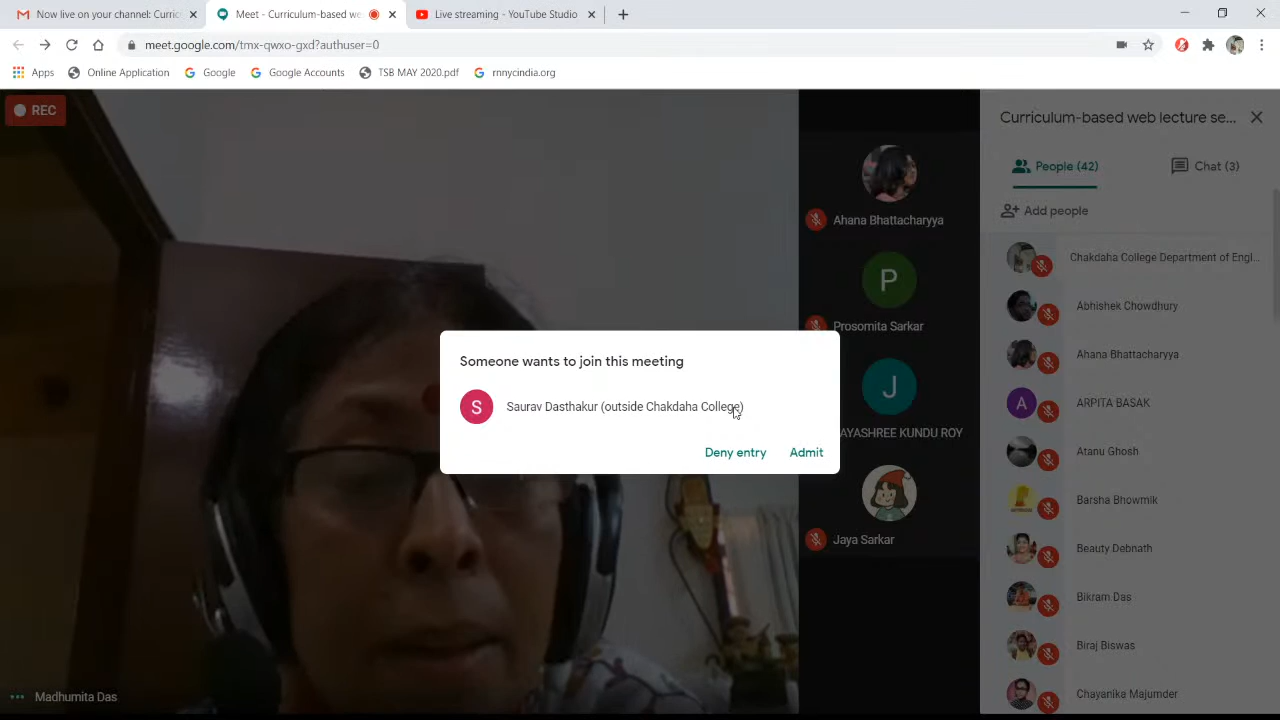 Now live on your channel: Curric
Meet - Curriculum-based we
Live streaming - YouTube Studio
meet.google.com/tmx-qwxo-gxd?authuser=0
Apps
Online Application
Google
Google Accounts
TSB MAY 2020.pdf
rnnycindia.org
REC
Curriculum-based web lecture se...
People (42)
Chat (3)
Add people
Ahana Bhattacharyya
P
Prosomita Sarkar
J
AYASHREE KUNDU ROY
Jaya Sarkar
Chakdaha College Department of Engl...
Abhishek Chowdhury
Ahana Bhattacharyya
A
ARPITA BASAK
Atanu Ghosh
Barsha Bhowmik
Beauty Debnath
Bikram Das
Biraj Biswas
Chayanika Majumder
Someone wants to join this meeting
S
Saurav Dasthakur (outside Chakdaha College)
Deny entry
Admit
Madhumita Das